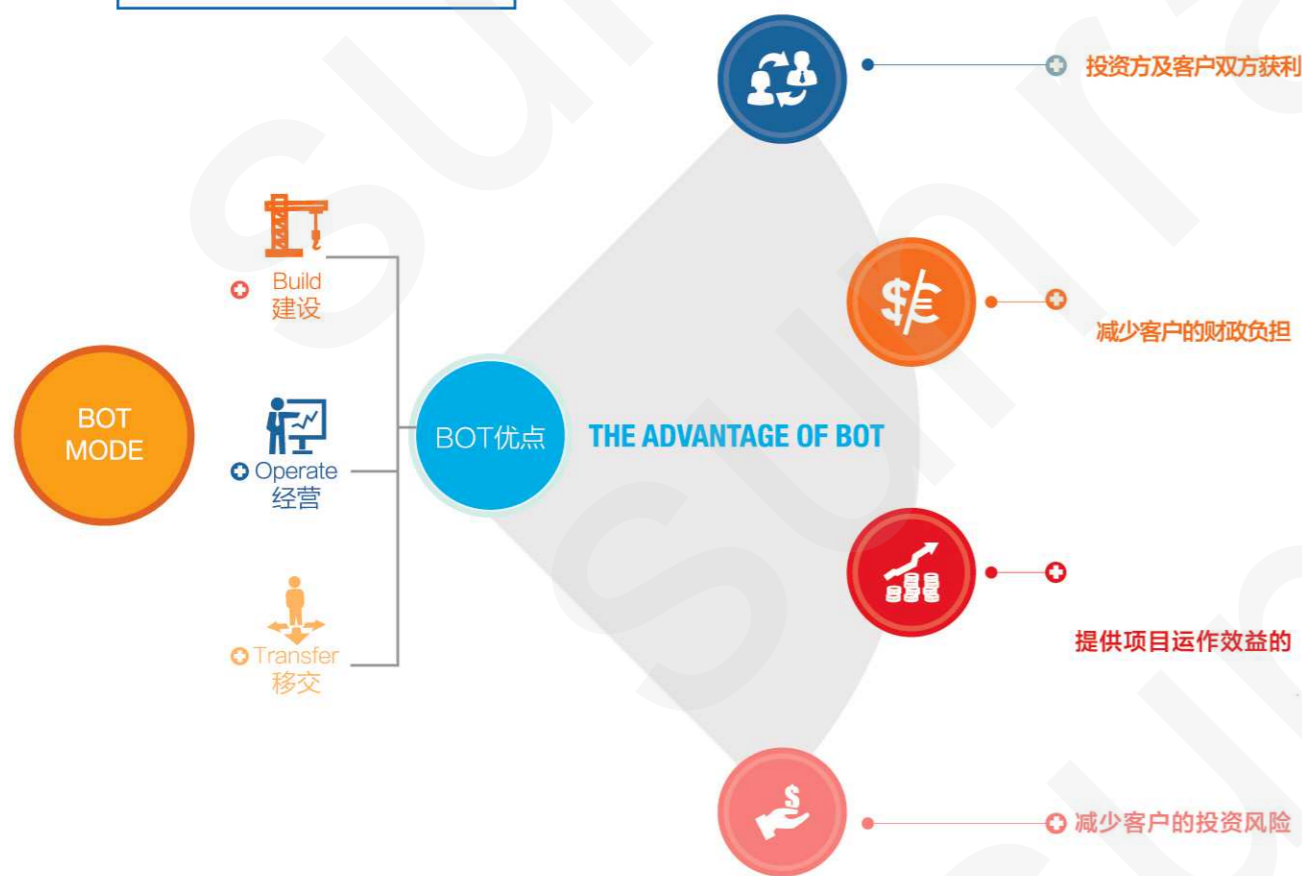 BOT
MODE
Build
建设
Operate
经营
Transfer
移交
BOT优点
THE ADVANTAGE OF BOT
投资方及客户双方获利
减少客户的财政负担
提供项目运作效益的
减少客户的投资风险
sunra
sunra
sun